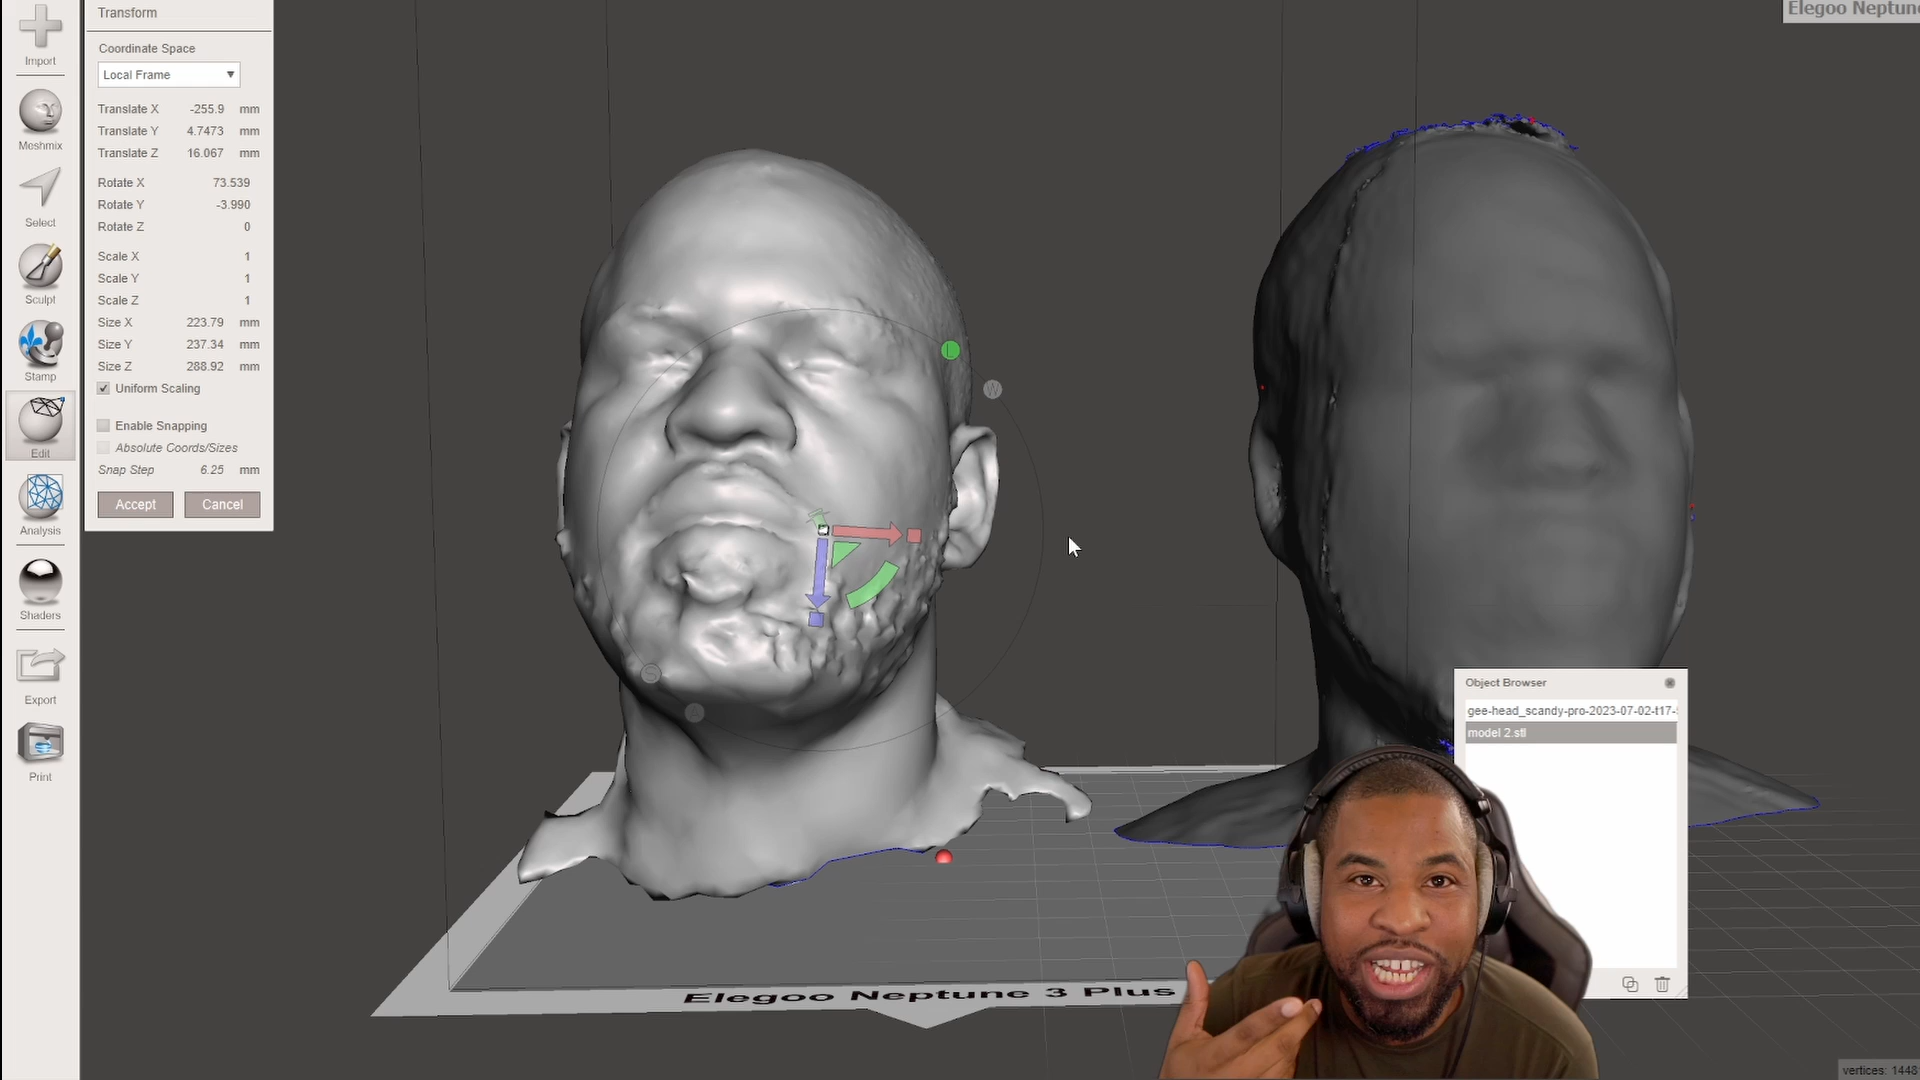 Elegoo Neptune
Import
Meshmix
Select
Sculpt
Stamp
Edit
Analysis
Shaders
Export
Print
Transform
Coordinate Space
Local Frame
Translate X -255.9 mm
Translate Y 4.7473 mm
Translate Z 16.067 mm
Rotate X 73.539
Rotate Y -3.990
Rotate Z 0
Scale X 1
Scale Y 1
Scale Z 1
Size X 223.79 mm
Size Y 237.34 mm
Size Z 288.92 mm
Uniform Scaling
Enable Snapping
Absolute Coords/Sizes
Snap Step 6.25 mm
Accept Cancel
L
W
S
A
Object Browser
gee-head_scandy-pro-2023-07-02-t17-
model 2.stl
Elegoo Neptune 3 Plus
vertices: 1448